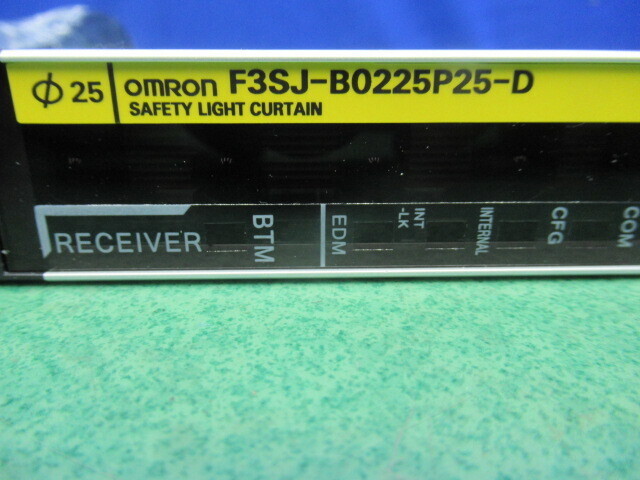 Φ 25 omron F3SJ-B0225P25-D
SAFETY LIGHT CURTAIN
RECEIVER
BTM
EDM
INT
-LK
INTERNAL
CFG
COM